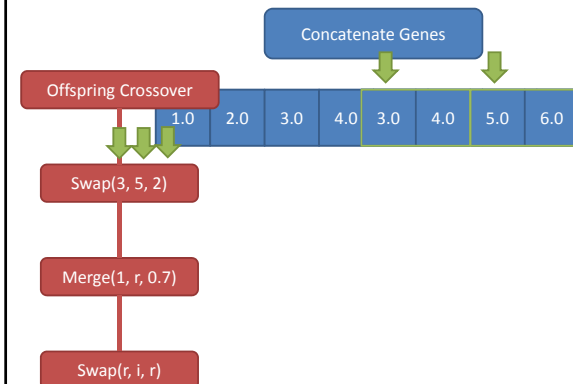 Concatenate Genes
Offspring Crossover
1.0 2.0 3.0 4.0 3.0 4.0 5.0 6.0
Swap(3, 5, 2)
Merge(1, r, 0.7)
Swap(r, i, r)